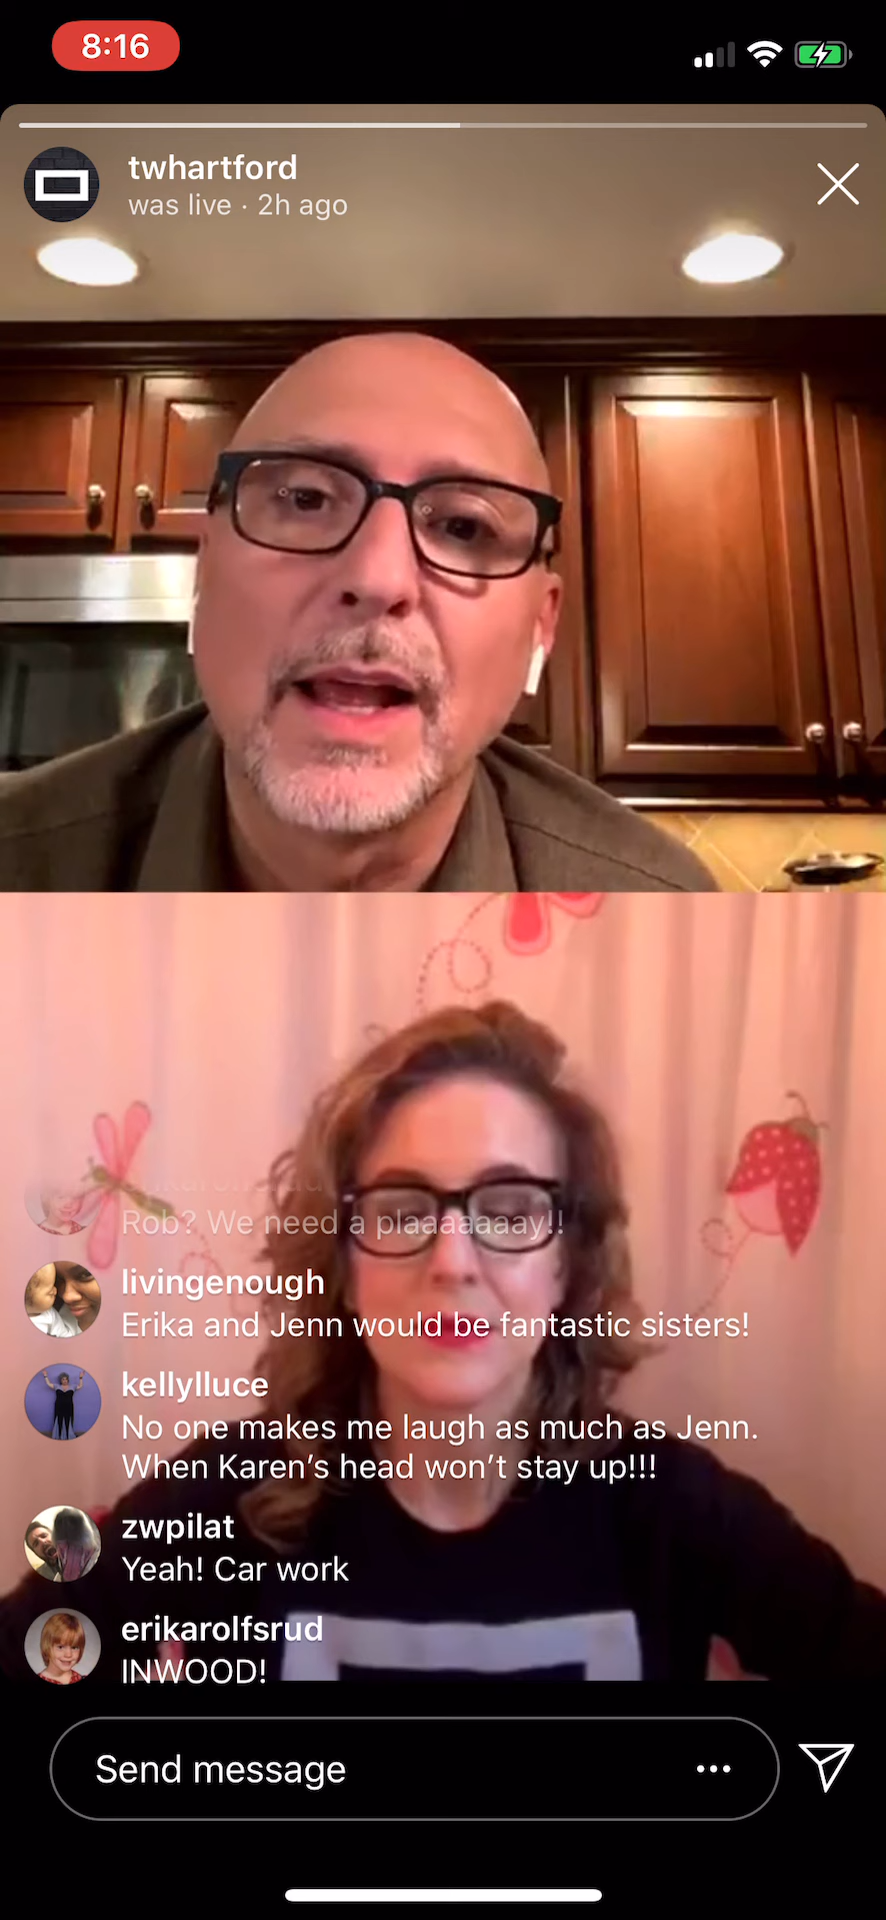 8:16
twhartford
was live · 2h ago
Rob? We need a plaaaaaaay!!
livingenough
Erika and Jenn would be fantastic sisters!
kellylluce
No one makes me laugh as much as Jenn.
When Karen's head won't stay up!!!
zwpilat
Yeah! Car work
erikarolfsrud
INWOOD!
Send message